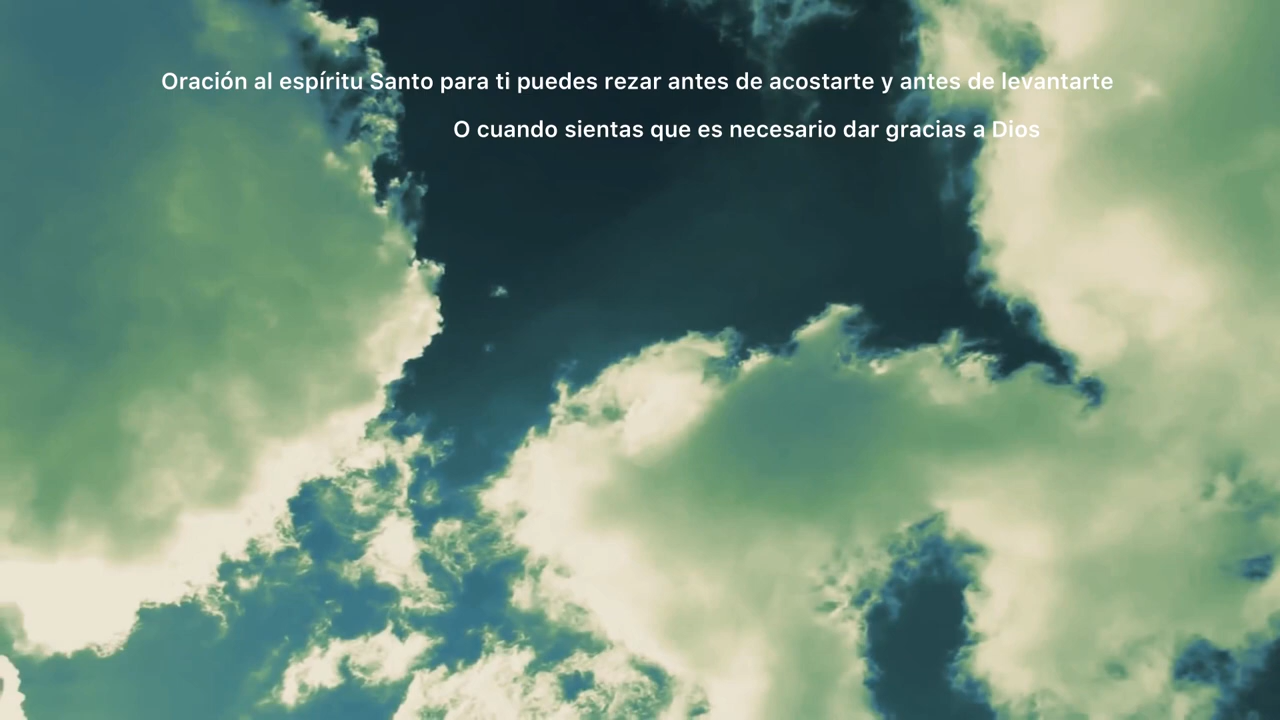 Oración al espíritu Santo para ti puedes rezar antes de acostarte y antes de levantarte
O cuando sientas que es necesario dar gracias a Dios